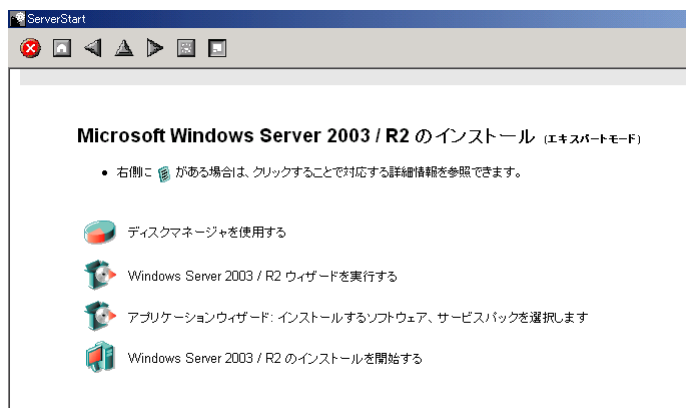 ServerStart
Microsoft Windows Server 2003 / R2 のインストール (エキスパートモード)
• 右側に がある場合は、クリックすることで対応する詳細情報を参照できます。
ディスクマネージャを使用する
Windows Server 2003 / R2 ウィザードを実行する
アプリケーションウィザード: インストールするソフトウェア、サービスパックを選択します
Windows Server 2003 / R2 のインストールを開始する